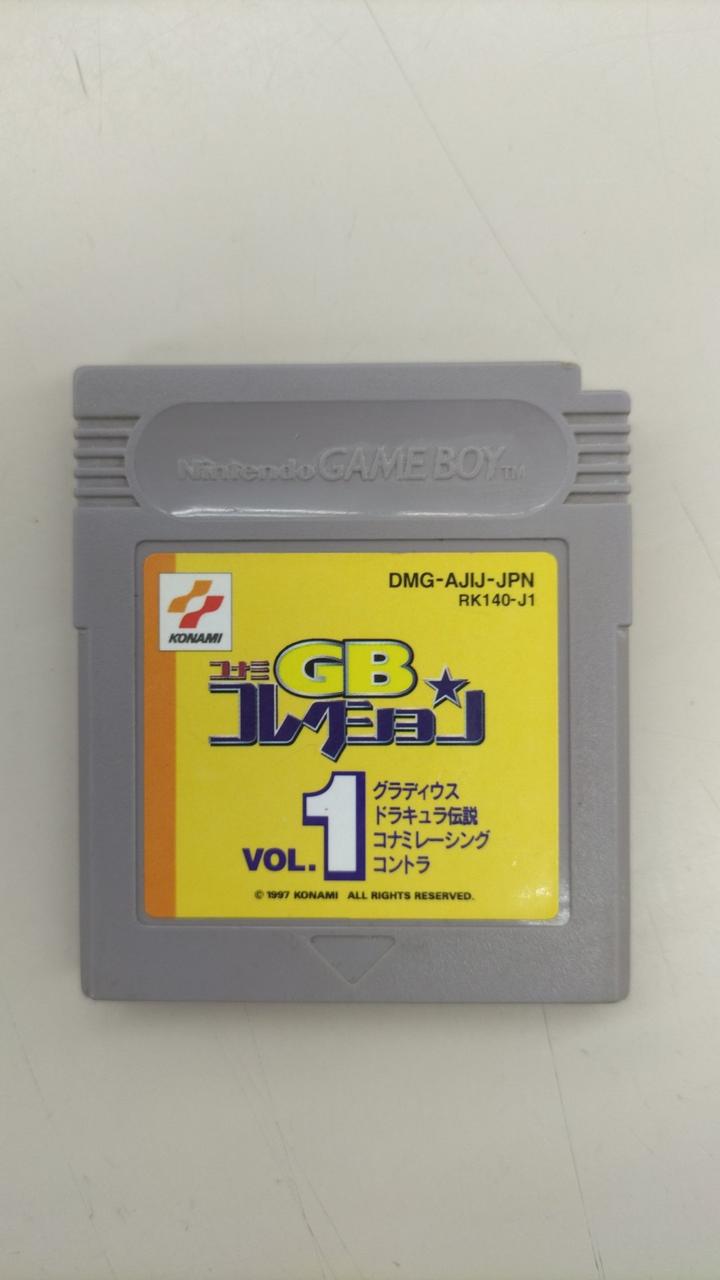 Nintendo GAME BOY TM
DMG-AJIJ-JPN
RK140-J1
KONAMI
コナミ GB
コレクション
VOL. 1
グラディウス
ドラキュラ伝説
コナミレーシング
コントラ
© 1997 KONAMI ALL RIGHTS RESERVED.